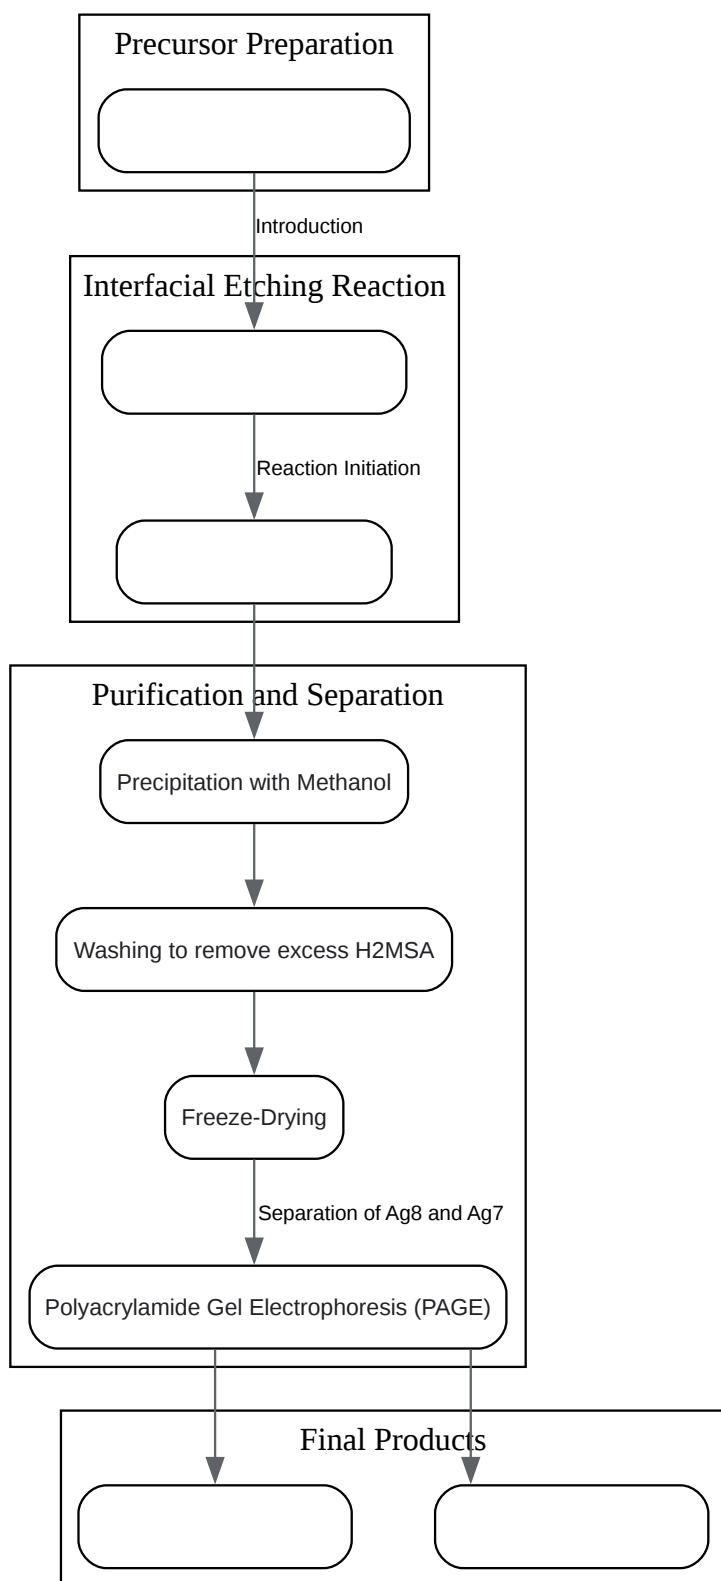 Precursor Preparation
Introduction
Interfacial Etching Reaction
Reaction Initiation
Purification and Separation
Precipitation with Methanol
Washing to remove excess H2MSA
Freeze-Drying
Separation of Ag8 and Ag7
Polyacrylamide Gel Electrophoresis (PAGE)
Final Products